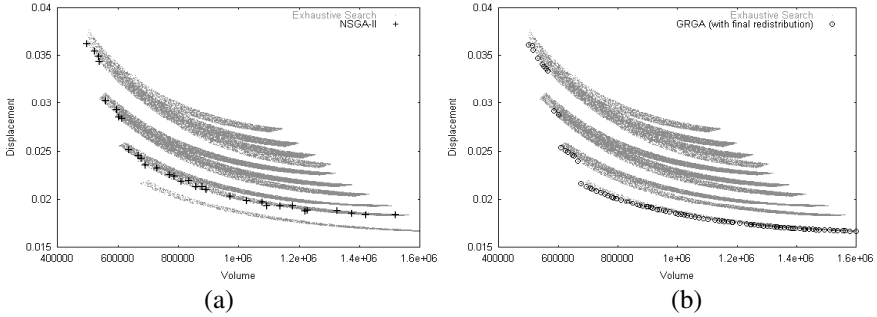 Exhaustive Search
NSGA-II
0.04
0.035
0.03
0.025
0.02
0.015
Displacement
400000 600000 800000 1e+06 1.2e+06 1.4e+06 1.6e+06
Volume
(a)
Exhaustive Search
GRGA (with final redistribution)
0.04
0.035
0.03
0.025
0.02
0.015
Displacement
400000 600000 800000 1e+06 1.2e+06 1.4e+06 1.6e+06
Volume
(b)